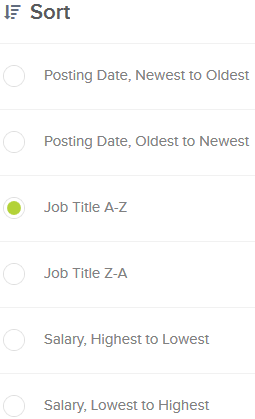 Sort
Posting Date, Newest to Oldest
Posting Date, Oldest to Newest
Job Title A-Z
Job Title Z-A
Salary, Highest to Lowest
Salary, Lowest to Highest